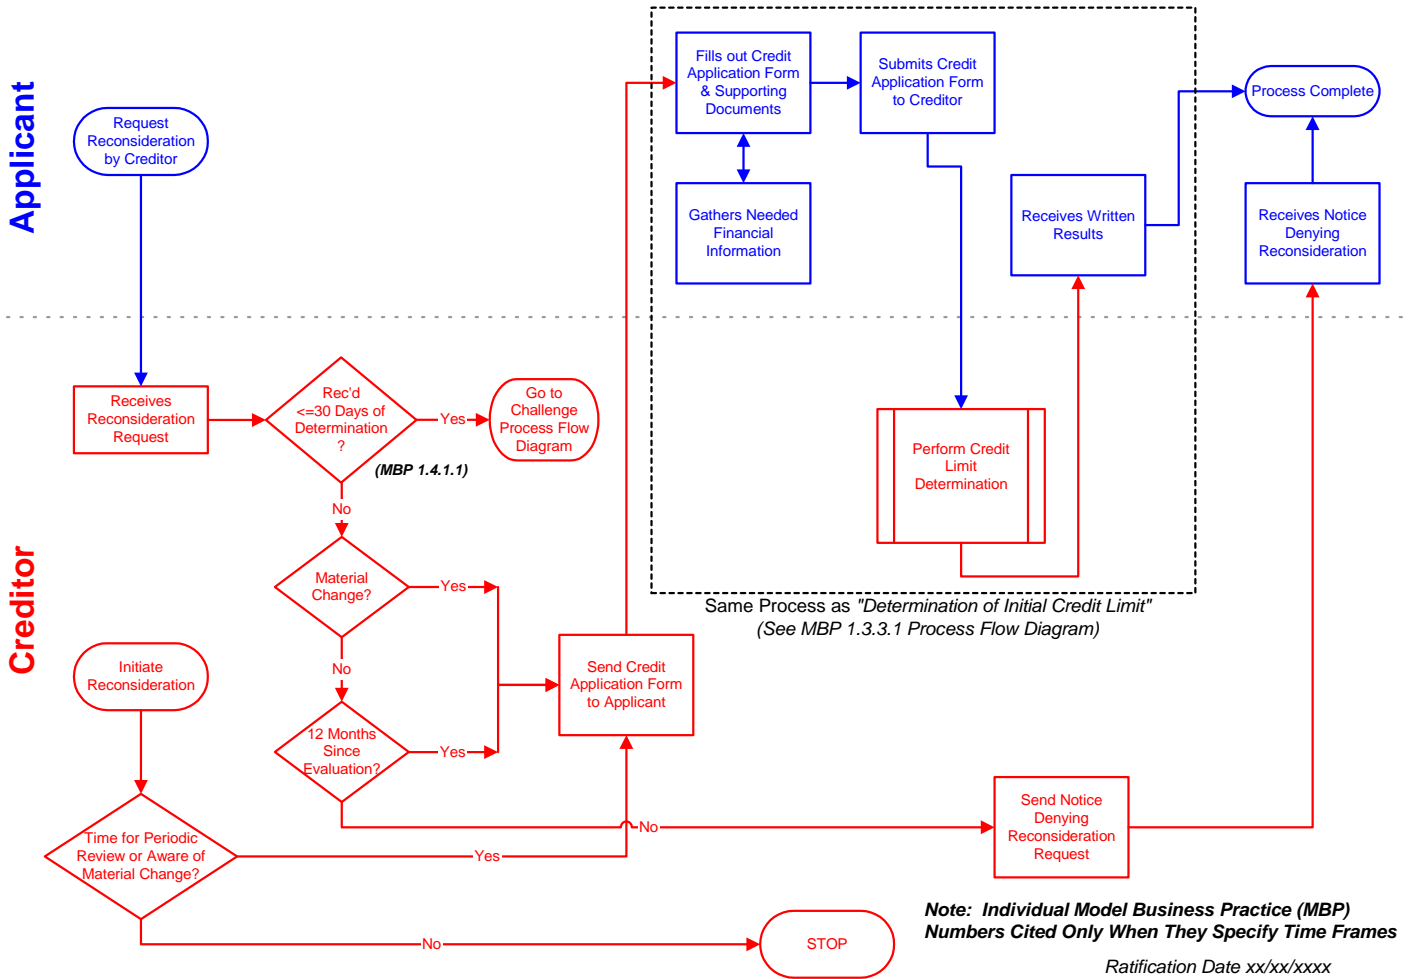 Applicant
Request
Reconsideration
by Creditor
Fills out Credit
Application Form
& Supporting
Documents
Submits Credit
Application Form
to Creditor
Process Complete
Gathers Needed
Financial
Information
Receives Written
Results
Receives Notice
Denying
Reconsideration
Creditor
Receives
Reconsideration
Request
Rec'd
<=30 Days of
Determination
?
Yes
Go to
Challenge
Process Flow
Diagram
(MBP 1.4.1.1)
No
Perform Credit
Limit
Determination
Material
Change?
Yes
Same Process as "Determination of Initial Credit Limit"
(See MBP 1.3.3.1 Process Flow Diagram)
No
Initiate
Reconsideration
Send Credit
Application Form
to Applicant
12 Months
Since
Evaluation?
Yes
No
Send Notice
Denying
Reconsideration
Request
Time for Periodic
Review or Aware of
Material Change?
Yes
No
STOP
Note: Individual Model Business Practice (MBP)
Numbers Cited Only When They Specify Time Frames
Ratification Date xx/xx/xxxx